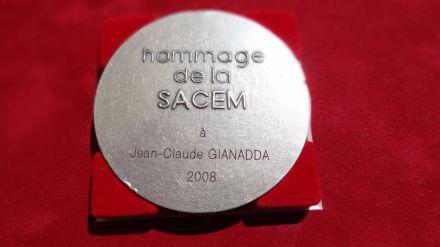 hommage
de la
SACEM
à
Jean-Claude GIANADDA
2008